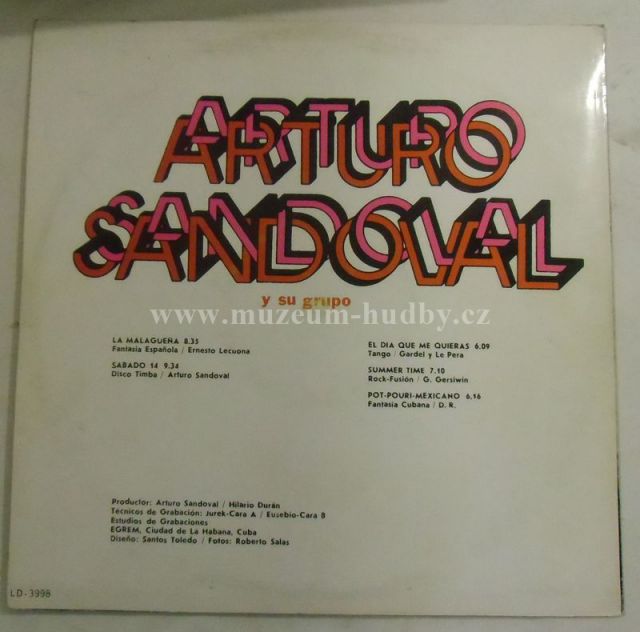 ARTURO
SANDOVAL
y su grupo
www.muzeum-hudby.cz
LA MALAGUEÑA 8.35
Fantasia Española / Ernesto Lecuona
SABADO 14 9.34
Disco Timba / Arturo Sandoval
EL DIA QUE ME QUIERAS 6.09
Tango / Gardel y Le Pera
SUMMER TIME 7.10
Rock-Fusión / G. Gersiwin
POT-POURI-MEXICANO 6.16
Fantasia Cubana / D. R.
Productor: Arturo Sandoval / Hilario Durán
Técnicos de Grabación: Jurek-Cara A / Eusebio-Cara B
Estudios de Grabaciones
EGREM, Ciudad de La Habana, Cuba
Diseño: Santos Toledo / Fotos: Roberto Salas
LD-3998